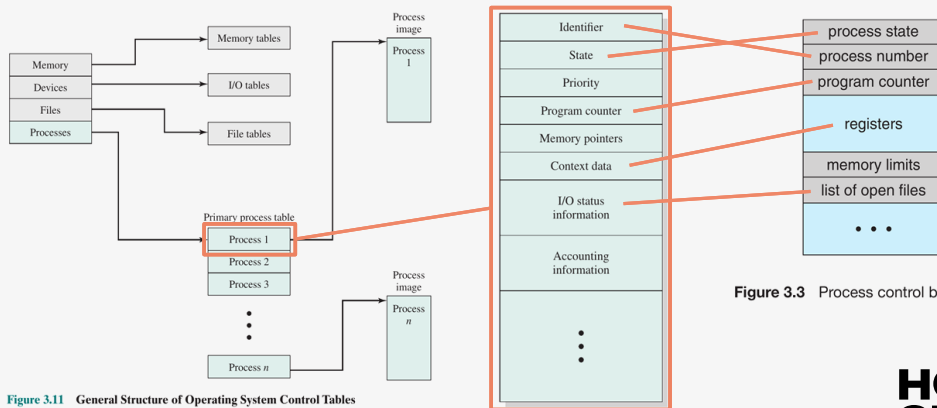 Memory
Devices
Files
Processes
Memory tables
I/O tables
File tables
Primary process table
Process 1
Process 2
Process 3
Process n
Process
image
Process
1
Process
image
Process
n
Figure 3.11 General Structure of Operating System Control Tables
Identifier
State
Priority
Program counter
Memory pointers
Context data
I/O status
information
Accounting
information
process state
process number
program counter
registers
memory limits
list of open files
• • •
Figure 3.3 Process control b